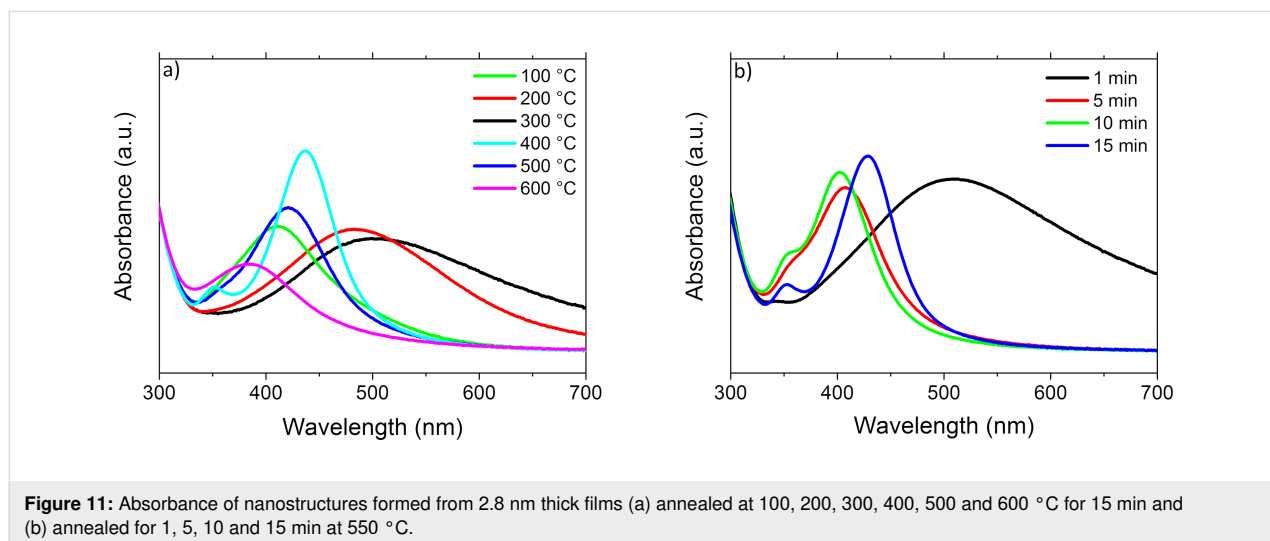 a)
100 °C
200 °C
300 °C
400 °C
500 °C
600 °C
Absorbance (a.u.)
300 400 500 600 700
Wavelength (nm)
b)
1 min
5 min
10 min
15 min
Absorbance (a.u.)
300 400 500 600 700
Wavelength (nm)
Figure 11: Absorbance of nanostructures formed from 2.8 nm thick films (a) annealed at 100, 200, 300, 400, 500 and 600 °C for 15 min and
(b) annealed for 1, 5, 10 and 15 min at 550 °C.